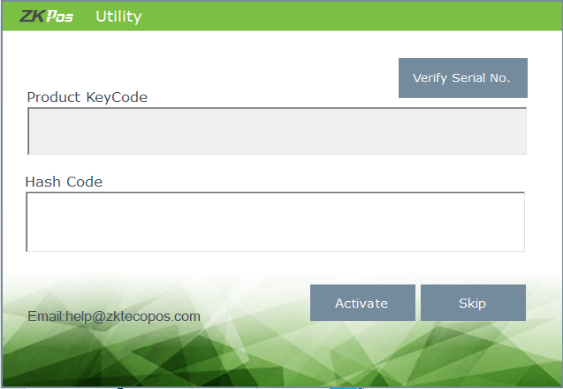 ZKPos Utility
Verify Serial No.
Product KeyCode
Hash Code
Activate Skip
Email:help@zktecopos.com